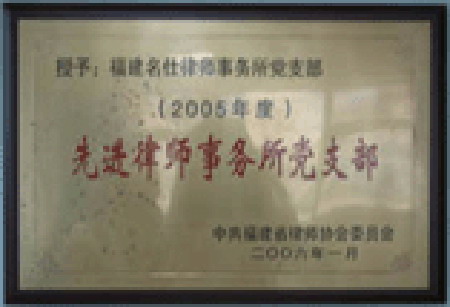 授予：福建名仕律师事务所党支部
（2005年度）
先进律师事务所党支部
中共福建省律师协会委员会
二〇〇六年一月